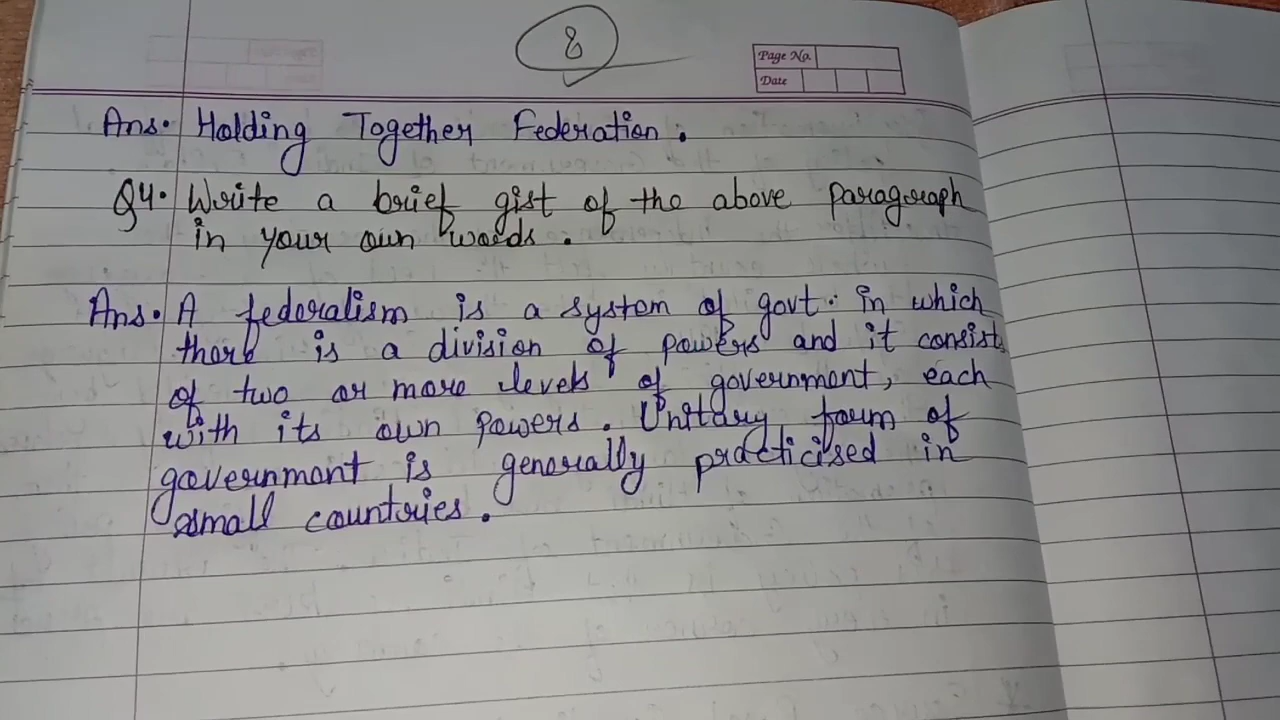 8
Page No.
Date
Ans. Holding Together Federation.
Q4. Write a brief gist of the above paragraph
in your own words.
Ans. A federalism is a system of govt. in which
there is a division of powers and it consists
of two or more levels of government, each
with its own powers. Unitary form of
government is generally practicised in
small countries.